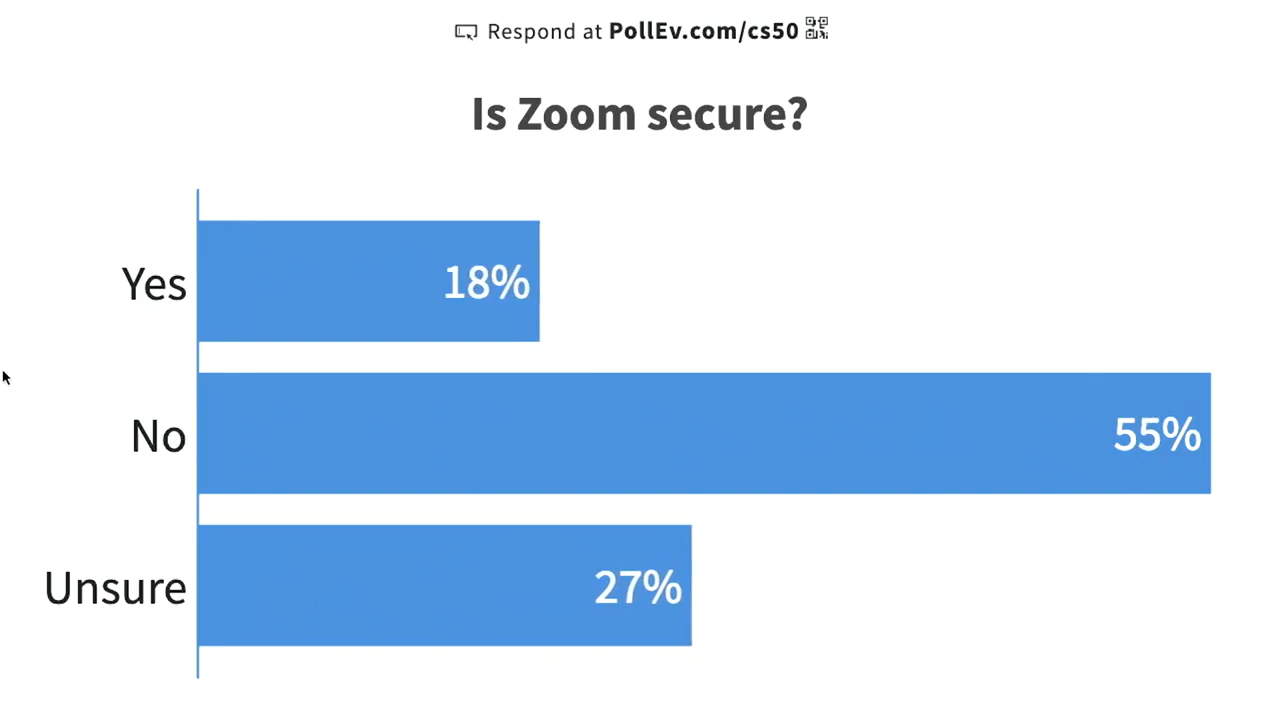 Respond at PollEv.com/cs50
Is Zoom secure?
Yes 18%
No 55%
Unsure 27%